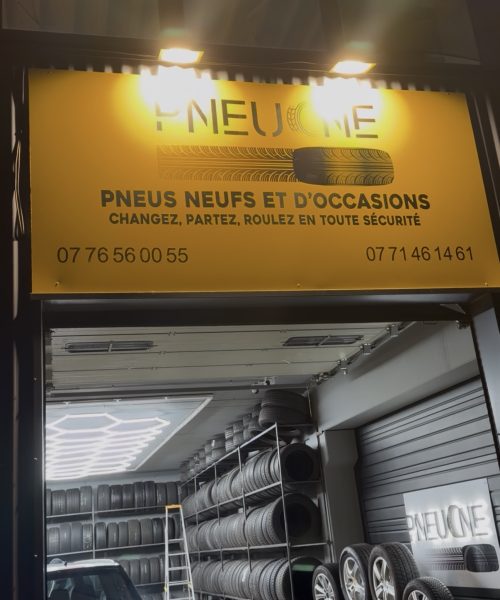 PNEUONE
PNEUS NEUFS ET D'OCCASIONS
CHANGEZ, PARTEZ, ROULEZ EN TOUTE SÉCURITÉ
07 76 56 00 55
07 71 46 14 61
PNEUONE